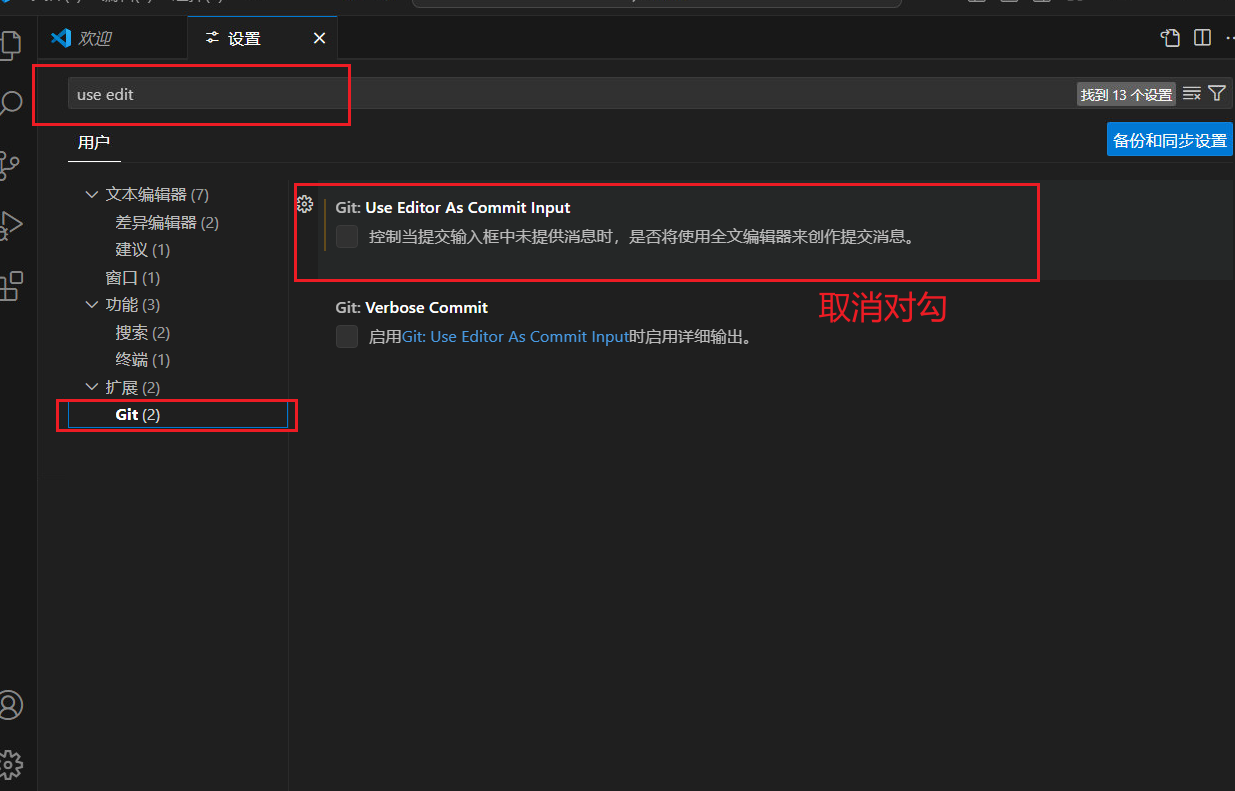 欢迎
设置
use edit
找到 13 个设置
用户
备份和同步设置
文本编辑器 (7)
差异编辑器 (2)
建议 (1)
窗口 (1)
功能 (3)
搜索 (2)
终端 (1)
扩展 (2)
Git (2)
Git: Use Editor As Commit Input
控制当提交输入框中未提供消息时，是否将使用全文编辑器来创作提交消息。
Git: Verbose Commit
启用Git: Use Editor As Commit Input时启用详细输出。
取消对勾